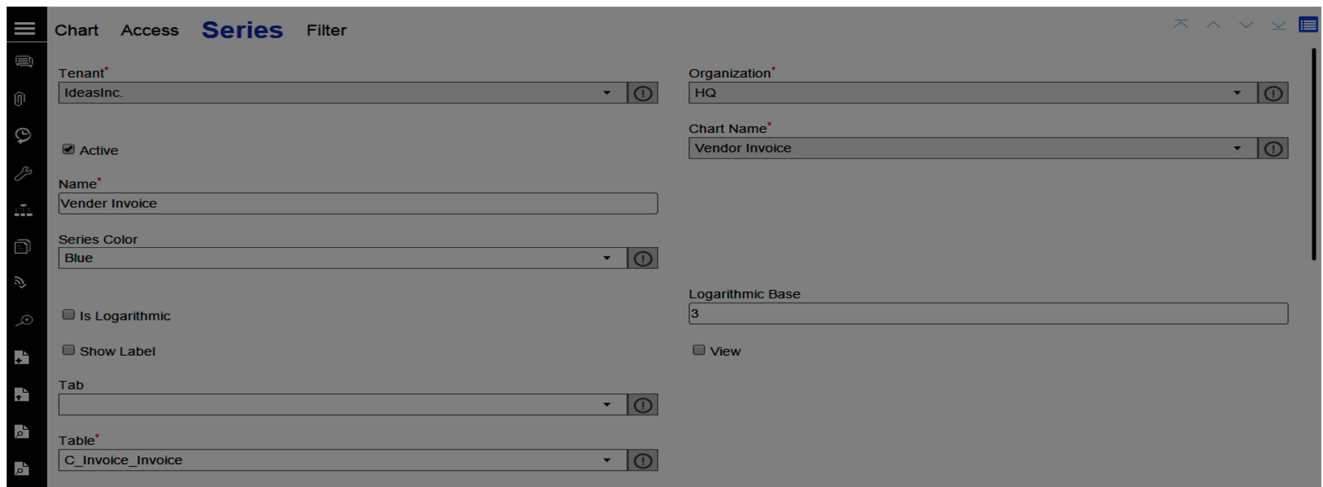 Chart Access Series Filter
Tenant*
IdeasInc.
Organization*
HQ
Active
Chart Name*
Vendor Invoice
Name*
Vender Invoice
Series Color
Blue
Is Logarithmic
Logarithmic Base
3
Show Label
View
Tab
Table*
C_Invoice_Invoice